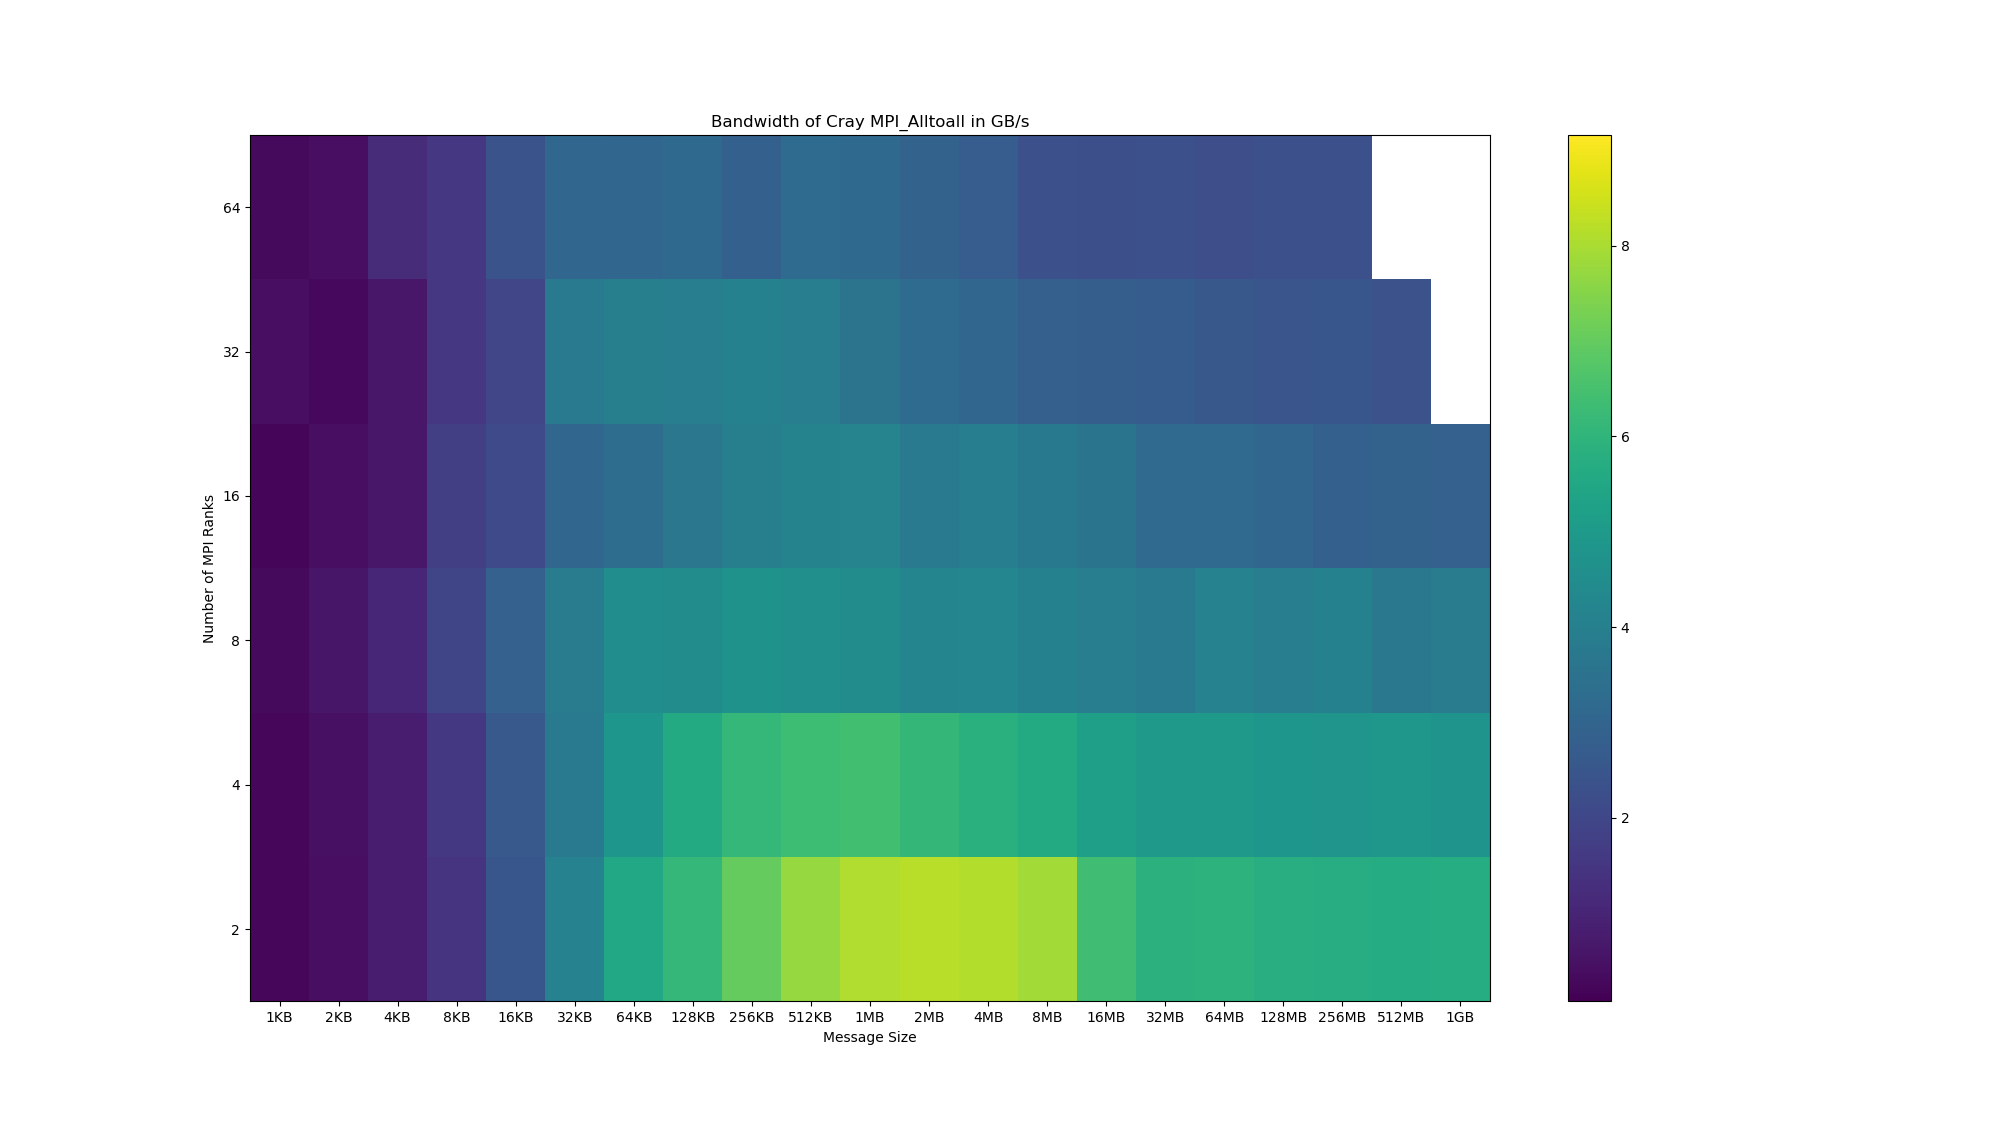 Bandwidth of Cray MPI_Alltoall in GB/s
Number of MPI Ranks
64
32
16
8
4
2
1KB 2KB 4KB 8KB 16KB 32KB 64KB 128KB 256KB 512KB 1MB 2MB 4MB 8MB 16MB 32MB 64MB 128MB 256MB 512MB 1GB
Message Size
8
6
4
2